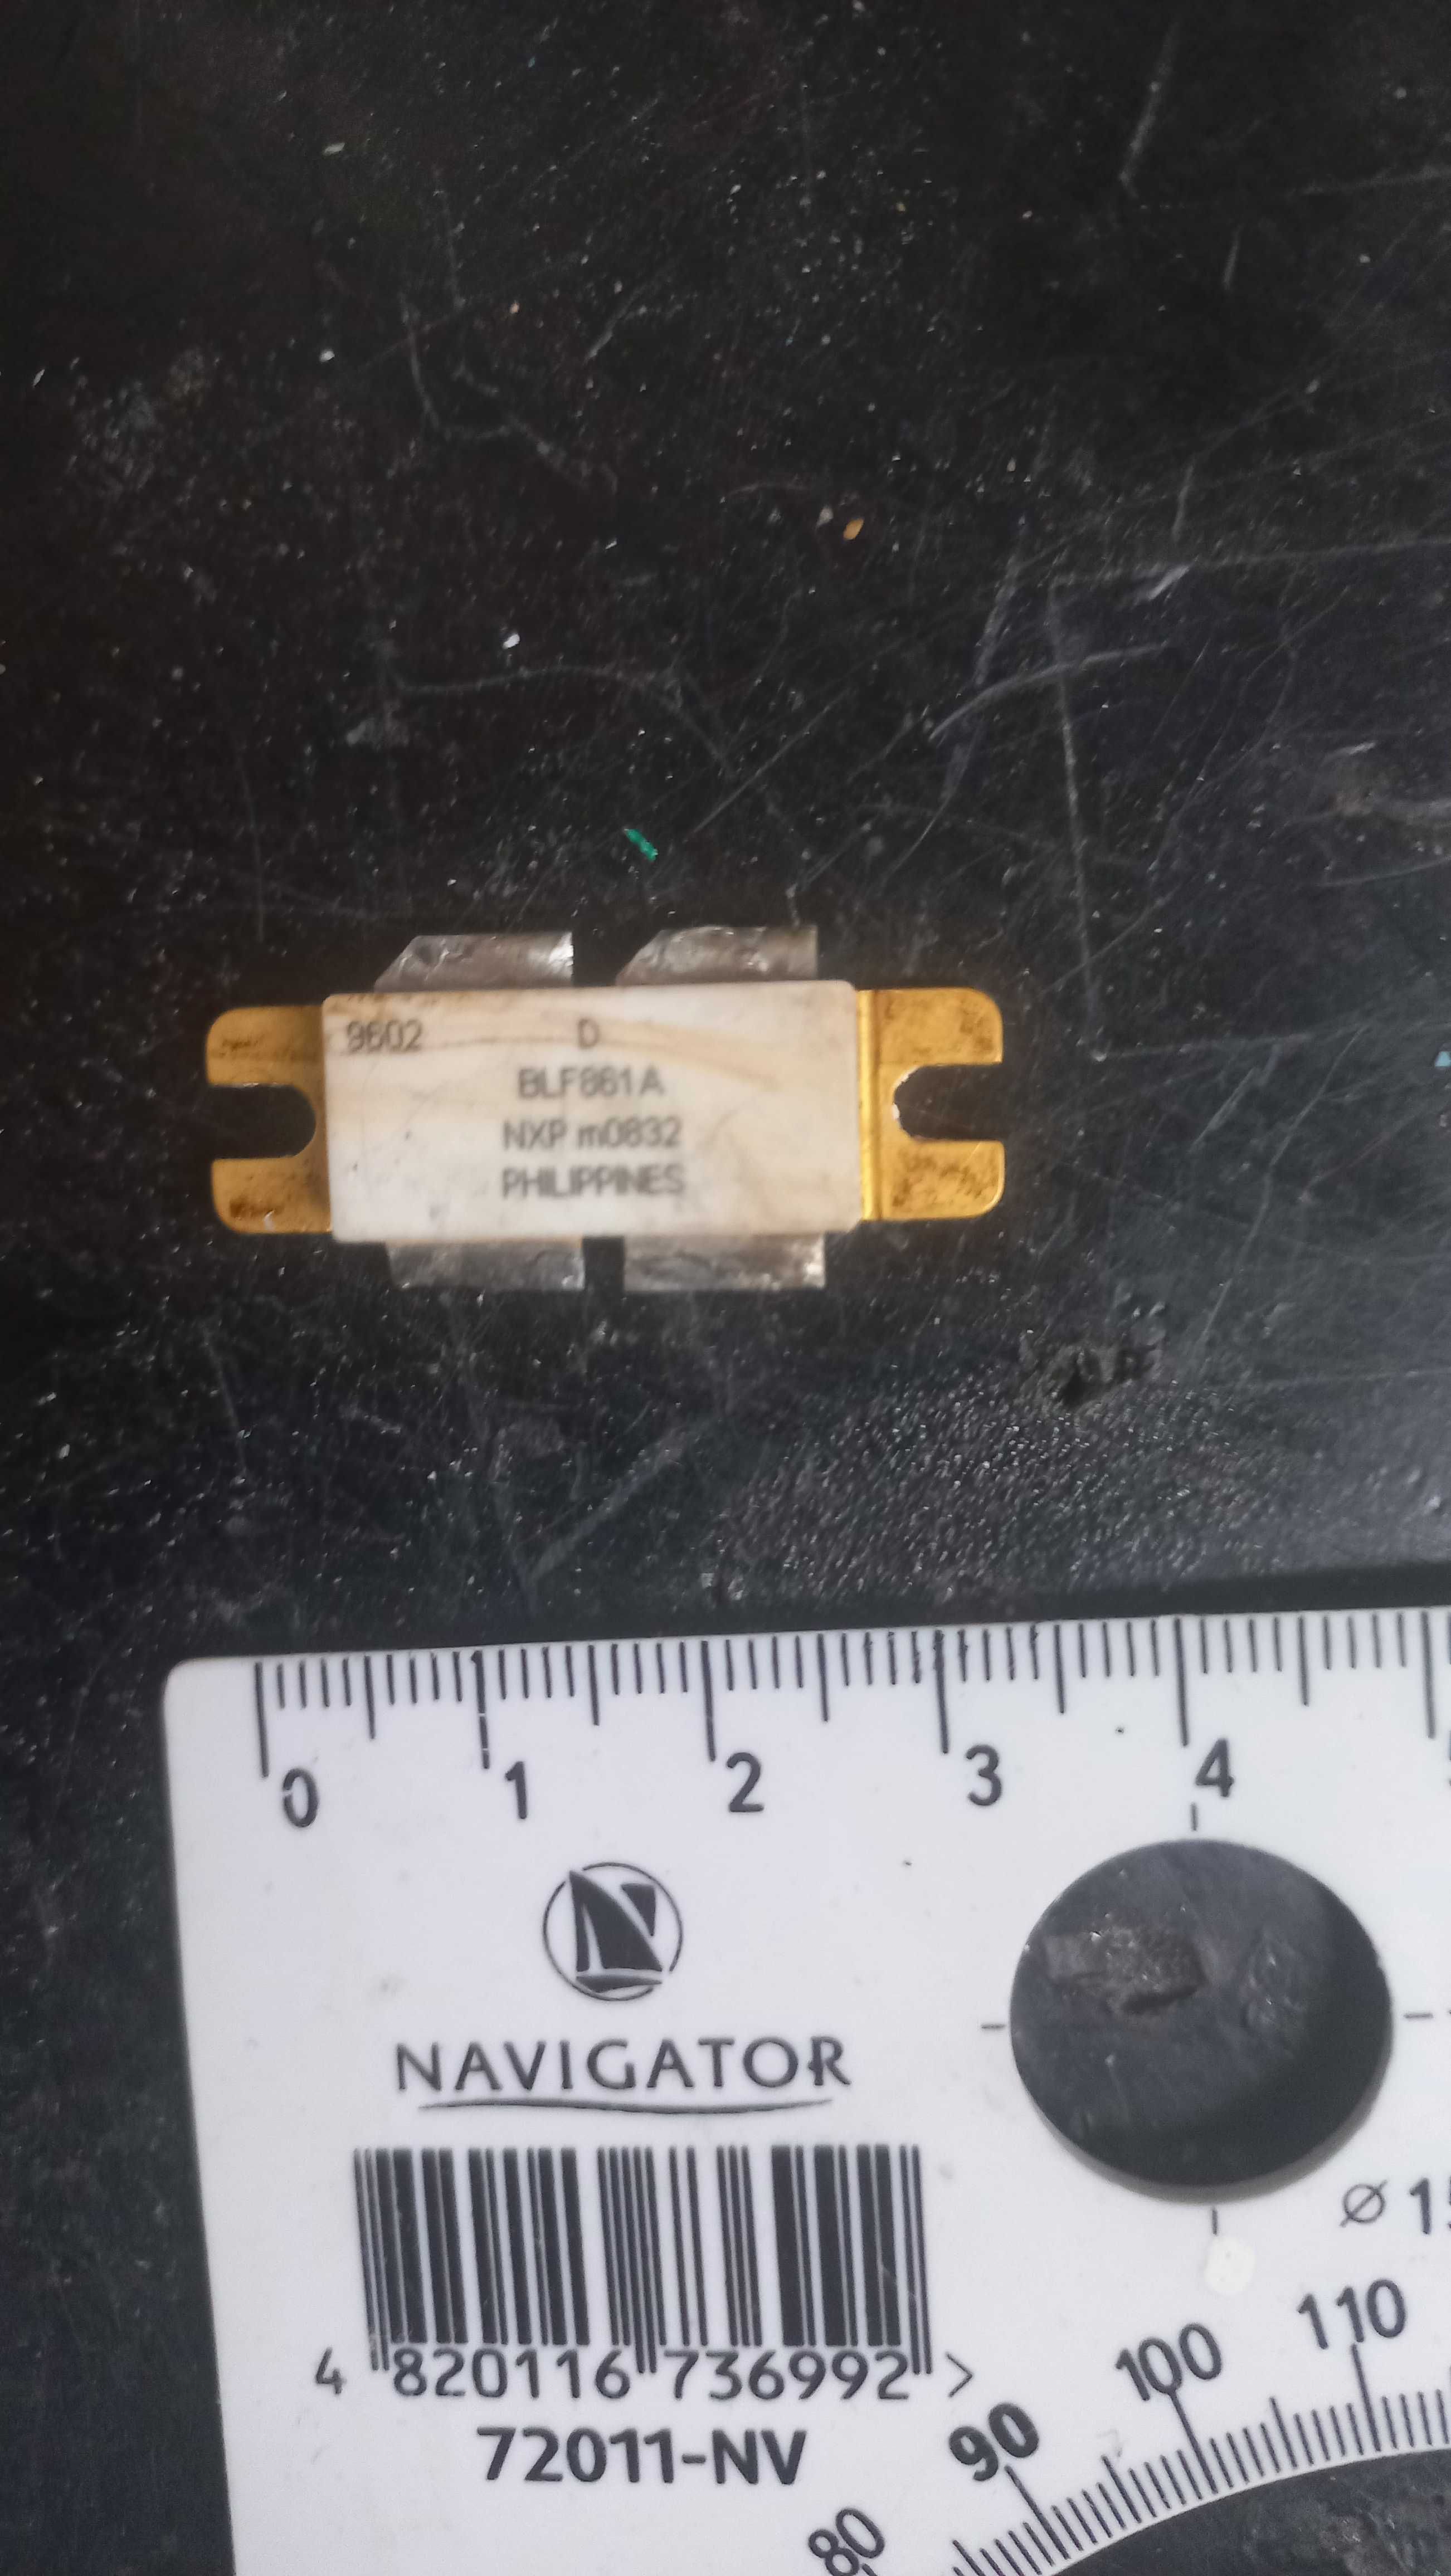 9602 D
BLF861A
NXP m0832
PHILIPPINES
0 1 2 3 4
NAVIGATOR
4 820116 736992 >
72011-NV
80 90 100 110